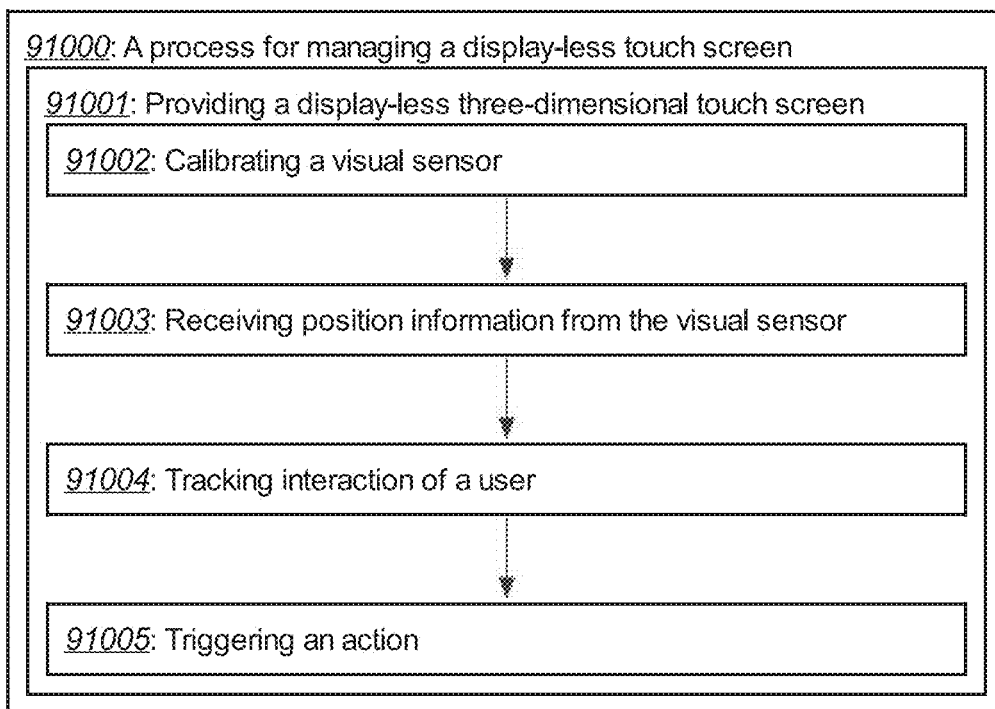 91000: A process for managing a display-less touch screen
91001: Providing a display-less three-dimensional touch screen
91002: Calibrating a visual sensor
91003: Receiving position information from the visual sensor
91004: Tracking interaction of a user
91005: Triggering an action